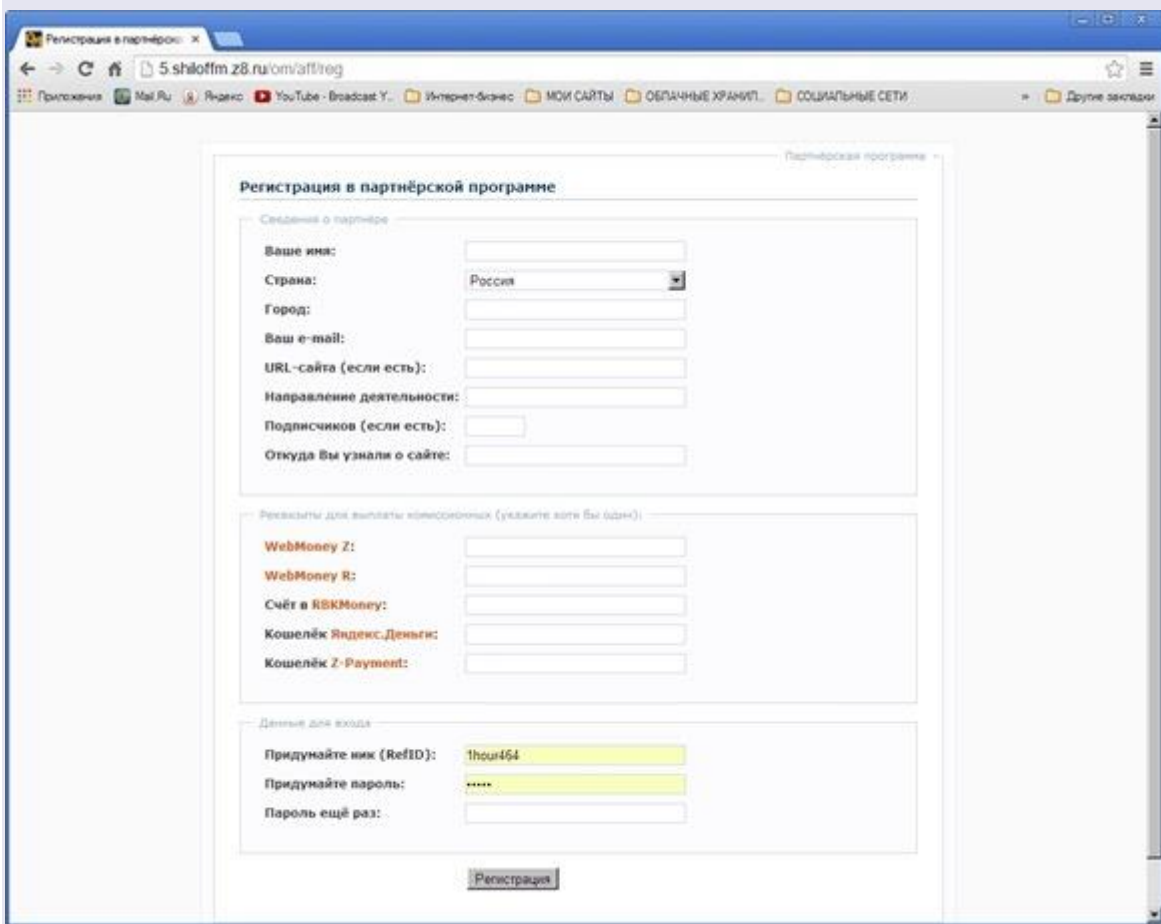 Регистрация в партнёрско
5.shiloffm.z8.ru/om/aff/reg
Приложения Mail.Ru Яндекс YouTube - Broadcast Y... Интернет-бизнес МОИ САЙТЫ ОБЛАЧНЫЕ ХРАНИЛ... СОЦИАЛЬНЫЕ СЕТИ » Другие закладки
Партнёрская программа
Регистрация в партнёрской программе
Сведения о партнёре
Ваше имя:
Страна: Россия
Город:
Ваш e-mail:
URL-сайта (если есть):
Направление деятельности:
Подписчиков (если есть):
Откуда Вы узнали о сайте:
Реквизиты для выплаты комиссионных (укажите хотя бы один):
WebMoney Z:
WebMoney R:
Счёт в RBKMoney:
Кошелёк Яндекс.Деньги:
Кошелёк Z-Payment:
Данные для входа
Придумайте ник (RefID): 1hour464
Придумайте пароль: •••••
Пароль ещё раз:
Регистрация